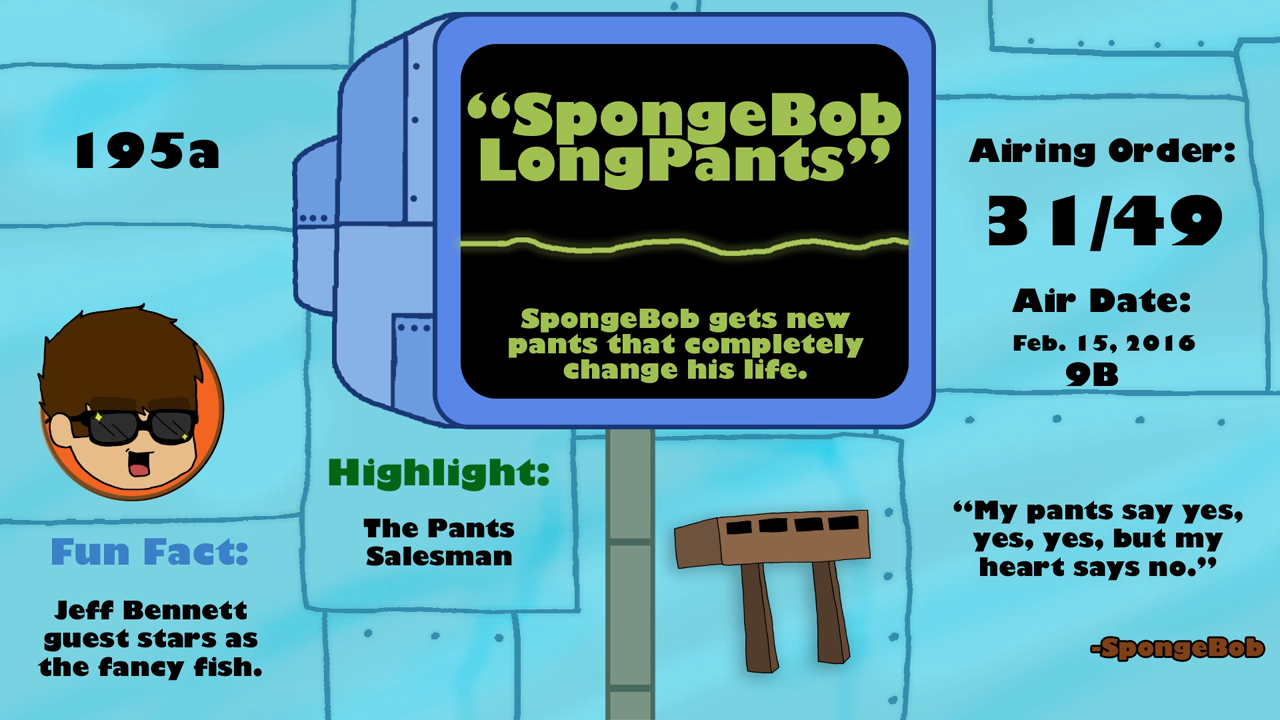 195a
“SpongeBob
LongPants”
SpongeBob gets new
pants that completely
change his life.
Airing Order:
31/49
Air Date:
Feb. 15, 2016
9B
Highlight:
The Pants
Salesman
Fun Fact:
Jeff Bennett
guest stars as
the fancy fish.
“My pants say yes,
yes, yes, but my
heart says no.”
-SpongeBob